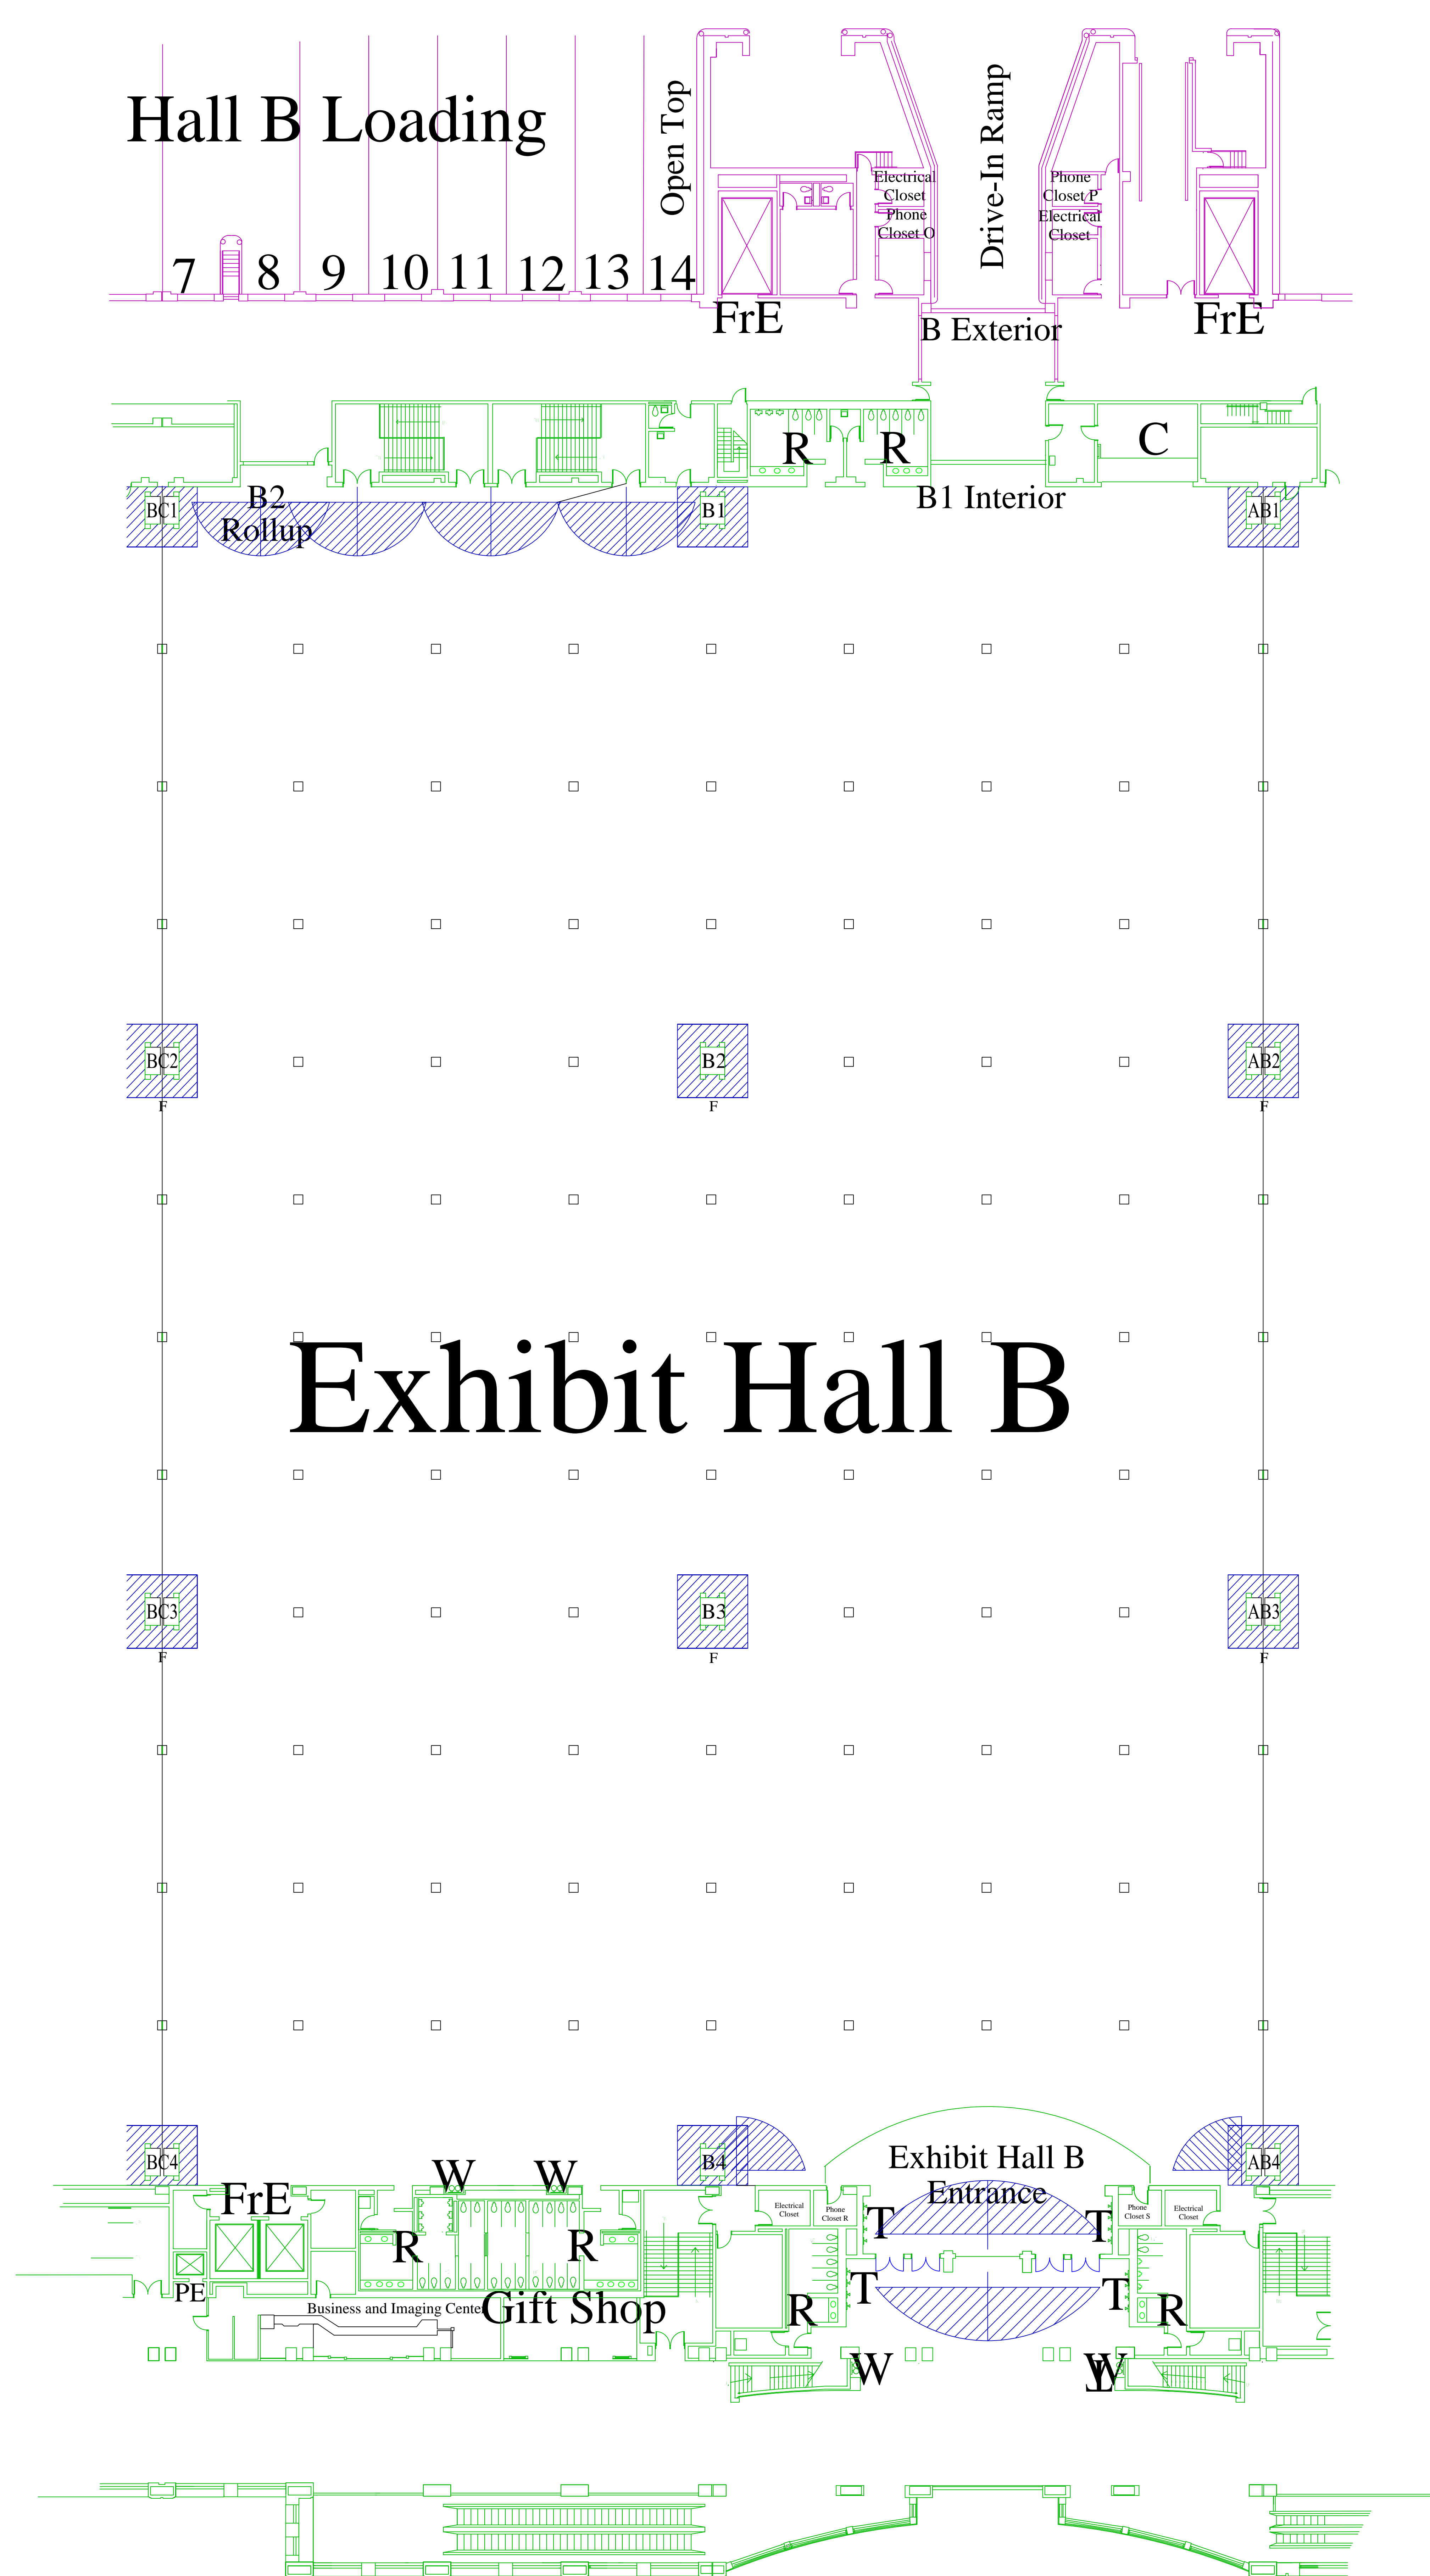 Hall B Loading
Open Top
Drive-In Ramp
Electrical
Closet
Phone
Closet O
Phone
Closet P
Electrical
Closet
7 8 9 10 11 12 13 14
FrE
FrE
B Exterior
R R
C
B2
Rollup
B1 Interior
BC1 B1 AB1
BC2 B2 AB2
F F F
Exhibit Hall B
BC3 B3 AB3
F F F
BC4 B4 AB4
Exhibit Hall B
Entrance
W W
FrE
Electrical
Closet
Phone
Closet R
Phone
Closet S
Electrical
Closet
T T
R R
T T
PE
Business and Imaging Center
Gift Shop
R R
W W